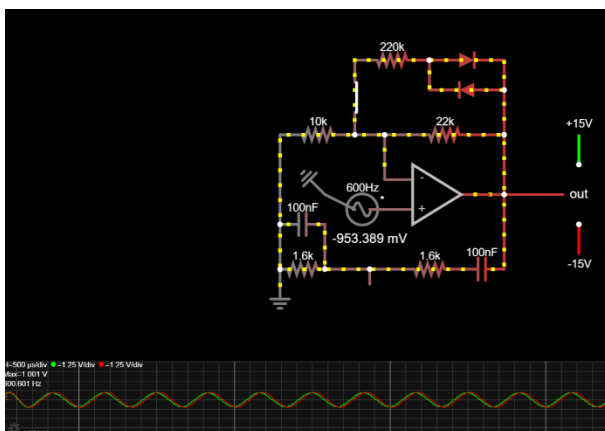 220k
10k
22k
+15V
600Hz
*
-
+
out
100nF
-953.389 mV
1.6k
1.6k
100nF
-15V
H=500 µs/div ~1.25 V/div ~1.25 V/div
Max=1.001 V
600.601 Hz